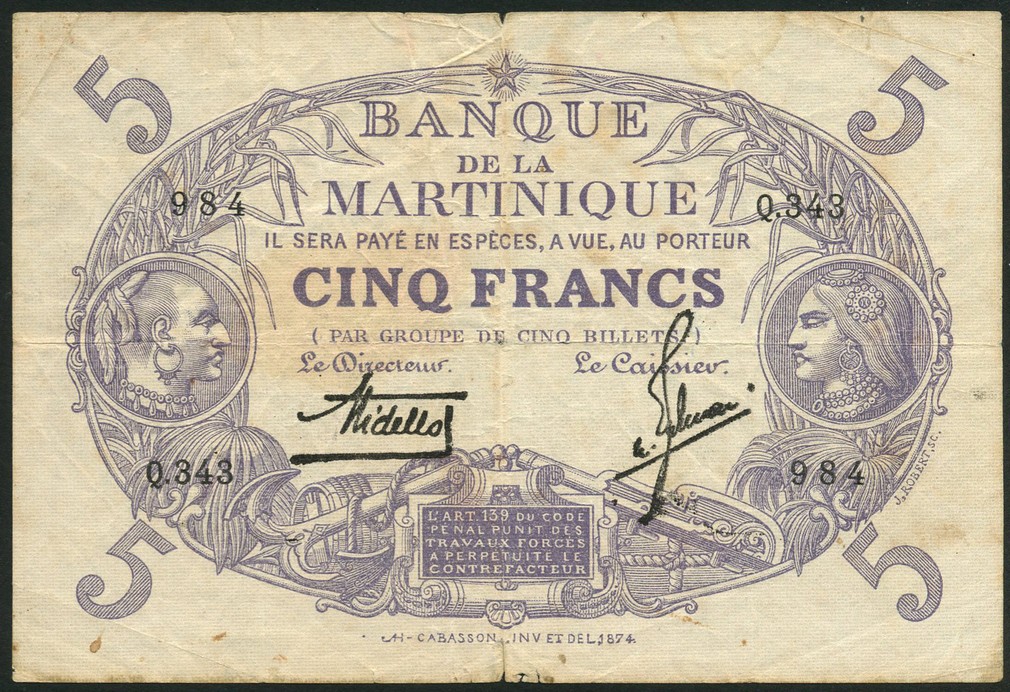 5 5
BANQUE
DE LA
MARTINIQUE
984 Q.343
IL SERA PAYÉ EN ESPÈCES, A VUE, AU PORTEUR
CINQ FRANCS
( PAR GROUPE DE CINQ BILLETS )
Le Directeur. Le Caissier.
Q.343 984
L'ART. 139 DU CODE
PÉNAL PUNIT DES
TRAVAUX FORCÉS
A PERPÉTUITÉ LE
CONTREFACTEUR
J. ROBERT. SC.
5 5
CABASSON. INV ET DEL, 1874.